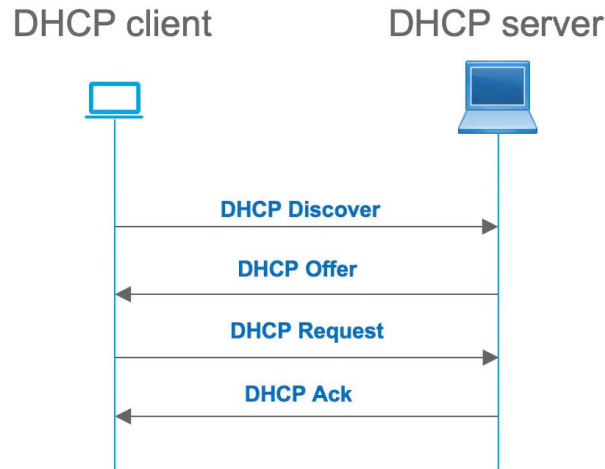 DHCP client
DHCP server
DHCP Discover
DHCP Offer
DHCP Request
DHCP Ack